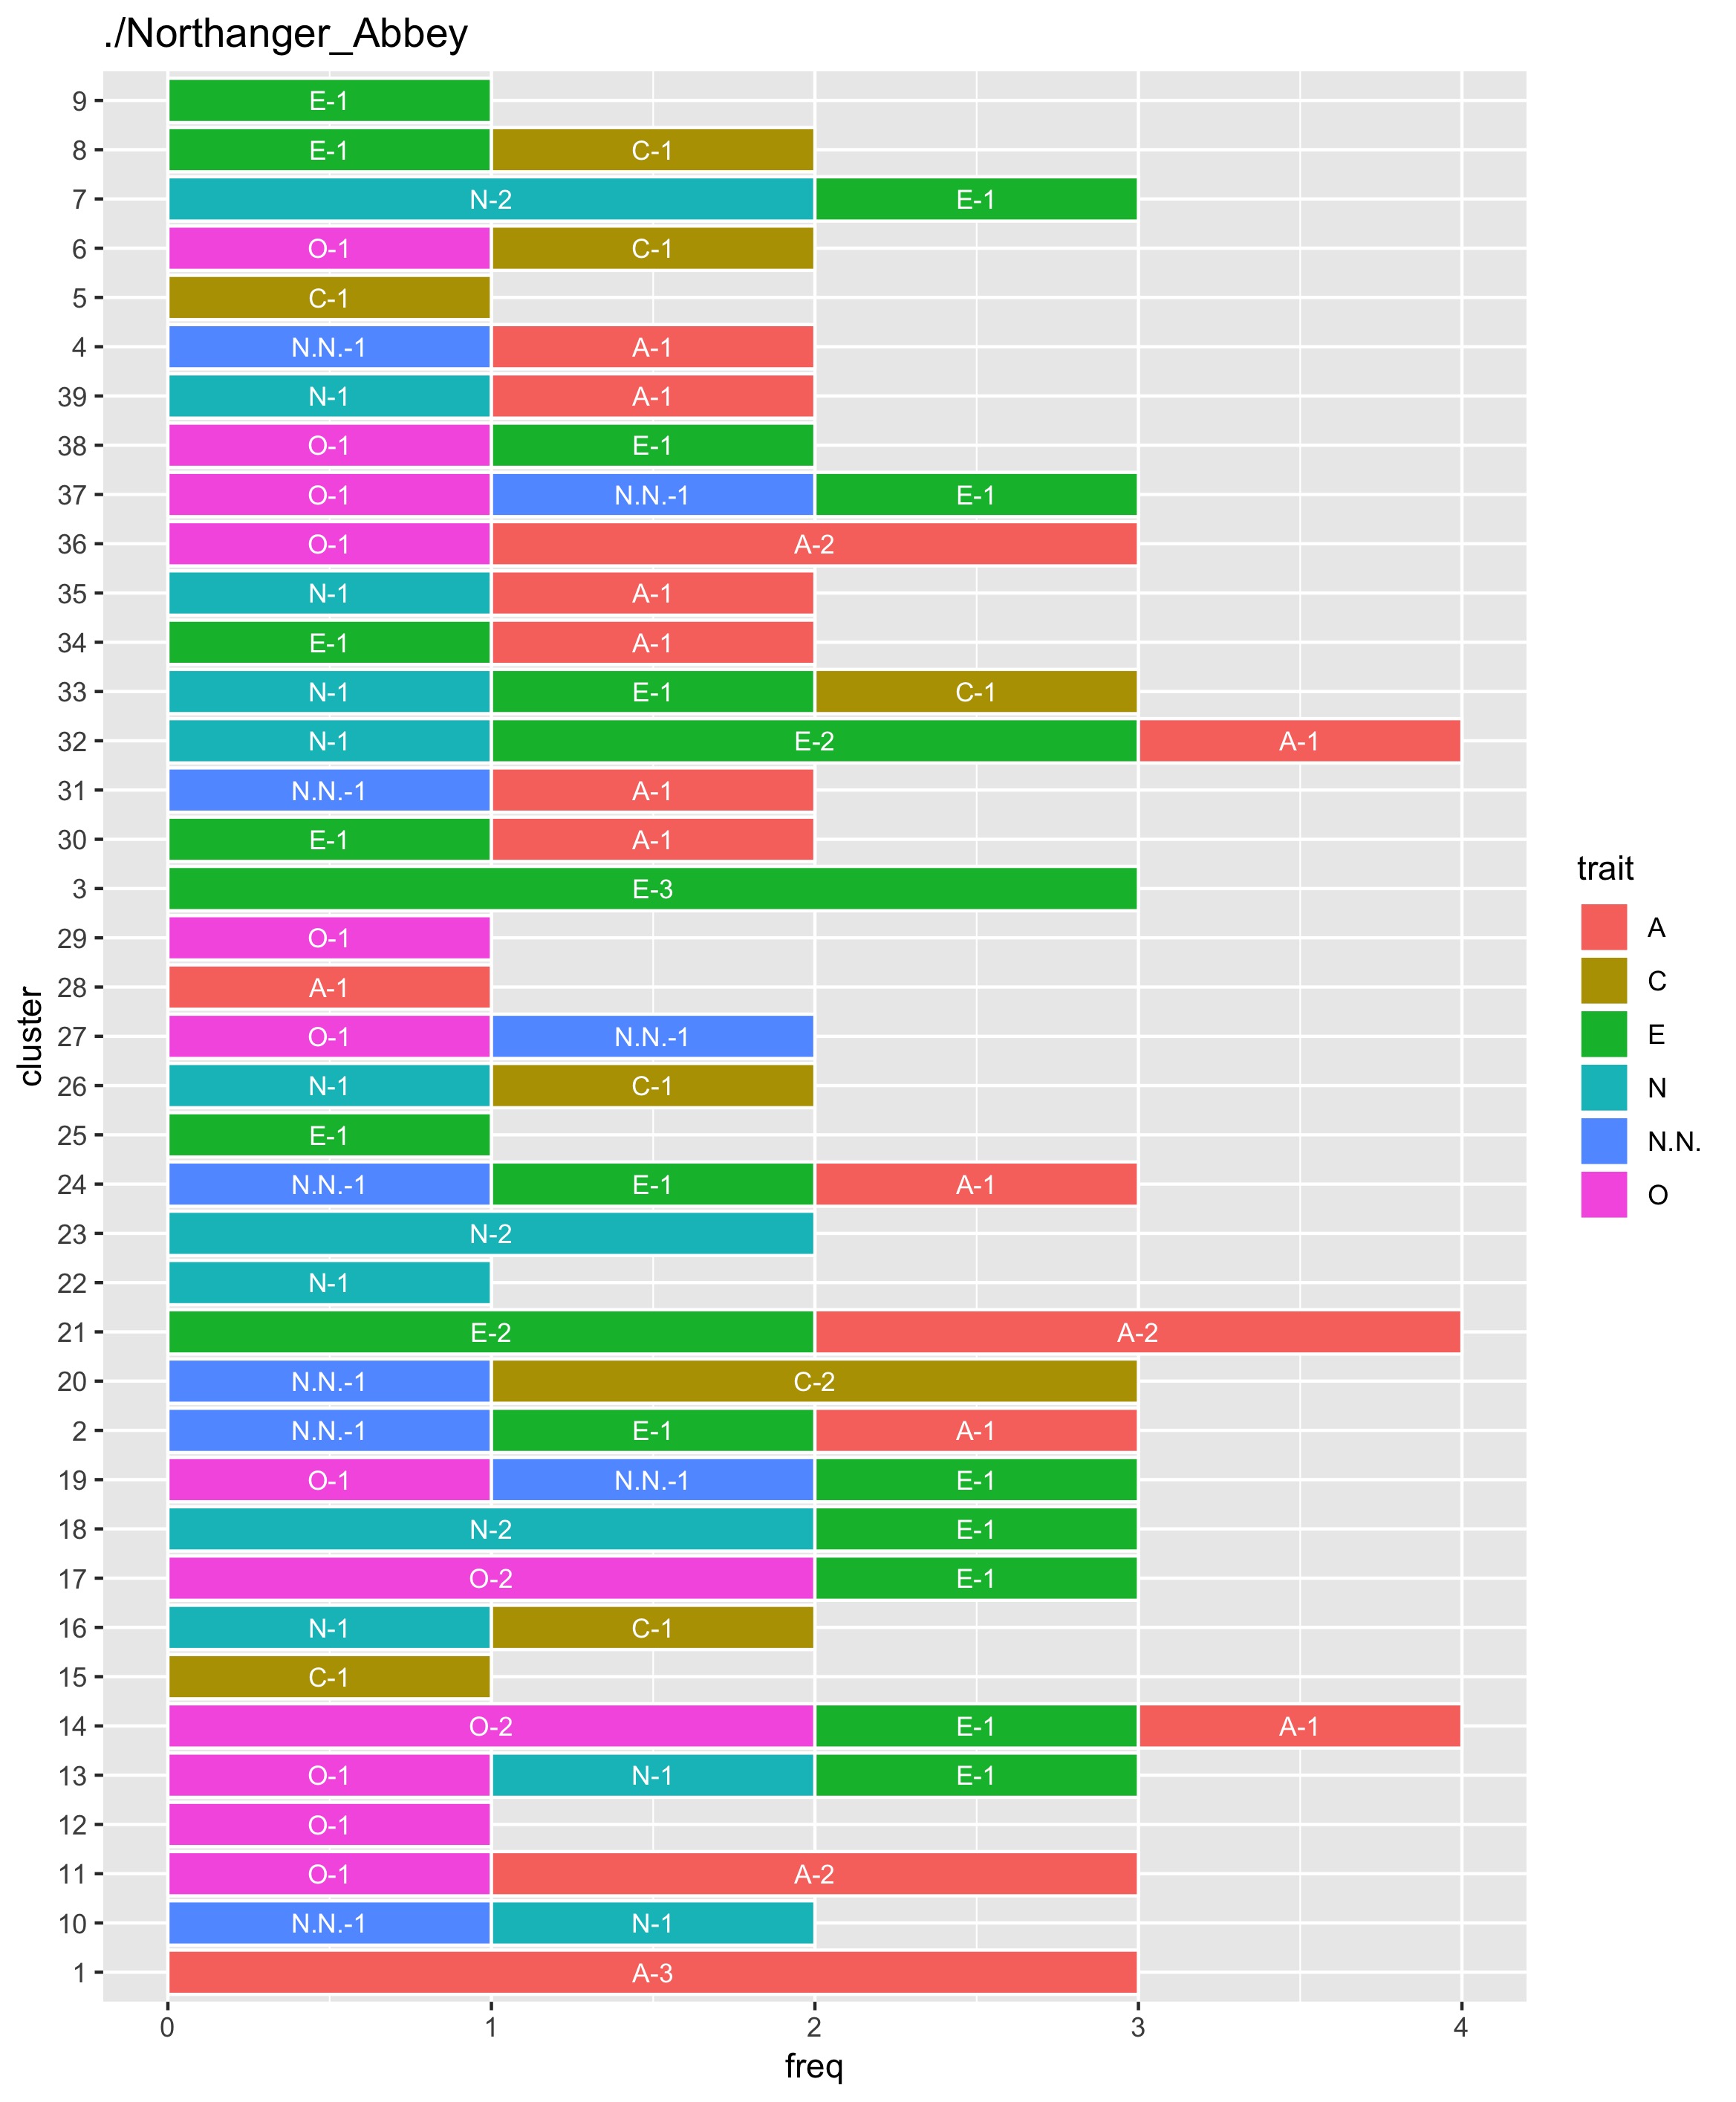 ./Northanger_Abbey
9 E-1
8 E-1 C-1
7 N-2 E-1
6 O-1 C-1
5 C-1
4 N.N.-1 A-1
39 N-1 A-1
38 O-1 E-1
37 O-1 N.N.-1 E-1
36 O-1 A-2
35 N-1 A-1
34 E-1 A-1
33 N-1 E-1 C-1
32 N-1 E-2 A-1
31 N.N.-1 A-1
30 E-1 A-1
3 E-3
29 O-1
28 A-1
27 O-1 N.N.-1
26 N-1 C-1
25 E-1
24 N.N.-1 E-1 A-1
23 N-2
22 N-1
21 E-2 A-2
20 N.N.-1 C-2
2 N.N.-1 E-1 A-1
19 O-1 N.N.-1 E-1
18 N-2 E-1
17 O-2 E-1
16 N-1 C-1
15 C-1
14 O-2 E-1 A-1
13 O-1 N-1 E-1
12 O-1
11 O-1 A-2
10 N.N.-1 N-1
1 A-3
0 1 2 3 4
freq
cluster
trait
A
C
E
N
N.N.
O